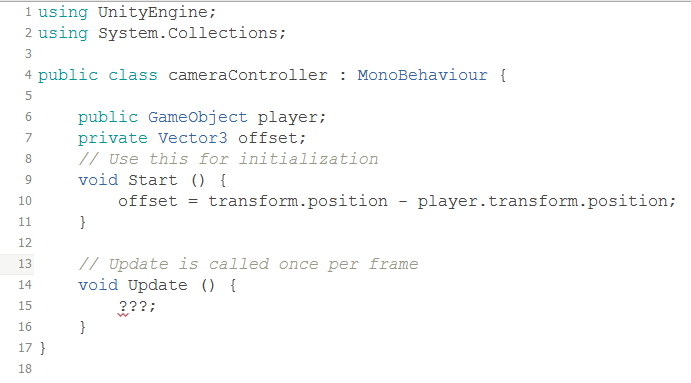 1 using UnityEngine;
2 using System.Collections;
3
4 public class cameraController : MonoBehaviour {
5
6 public GameObject player;
7 private Vector3 offset;
8 // Use this for initialization
9 void Start () {
10 offset = transform.position - player.transform.position;
11 }
12
13 // Update is called once per frame
14 void Update () {
15 ???;
16 }
17 }
18